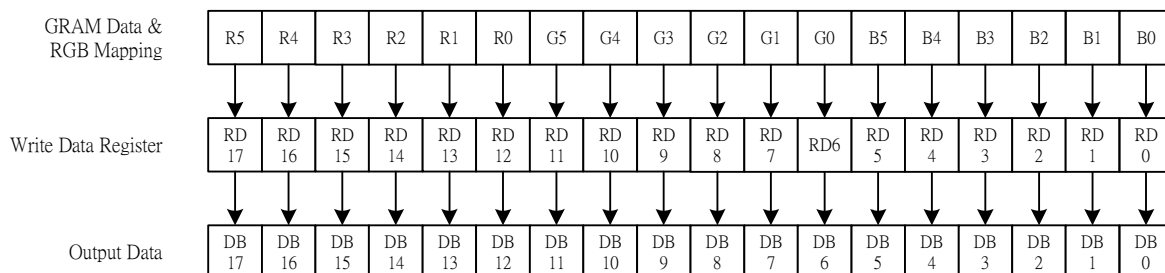 GRAM Data &
RGB Mapping
R5 R4 R3 R2 R1 R0 G5 G4 G3 G2 G1 G0 B5 B4 B3 B2 B1 B0
Write Data Register
RD RD RD RD RD RD RD RD RD RD RD RD6 RD RD RD RD RD RD
17 16 15 14 13 12 11 10 9 8 7 5 4 3 2 1 0
Output Data
DB DB DB DB DB DB DB DB DB DB DB DB DB DB DB DB DB DB
17 16 15 14 13 12 11 10 9 8 7 6 5 4 3 2 1 0